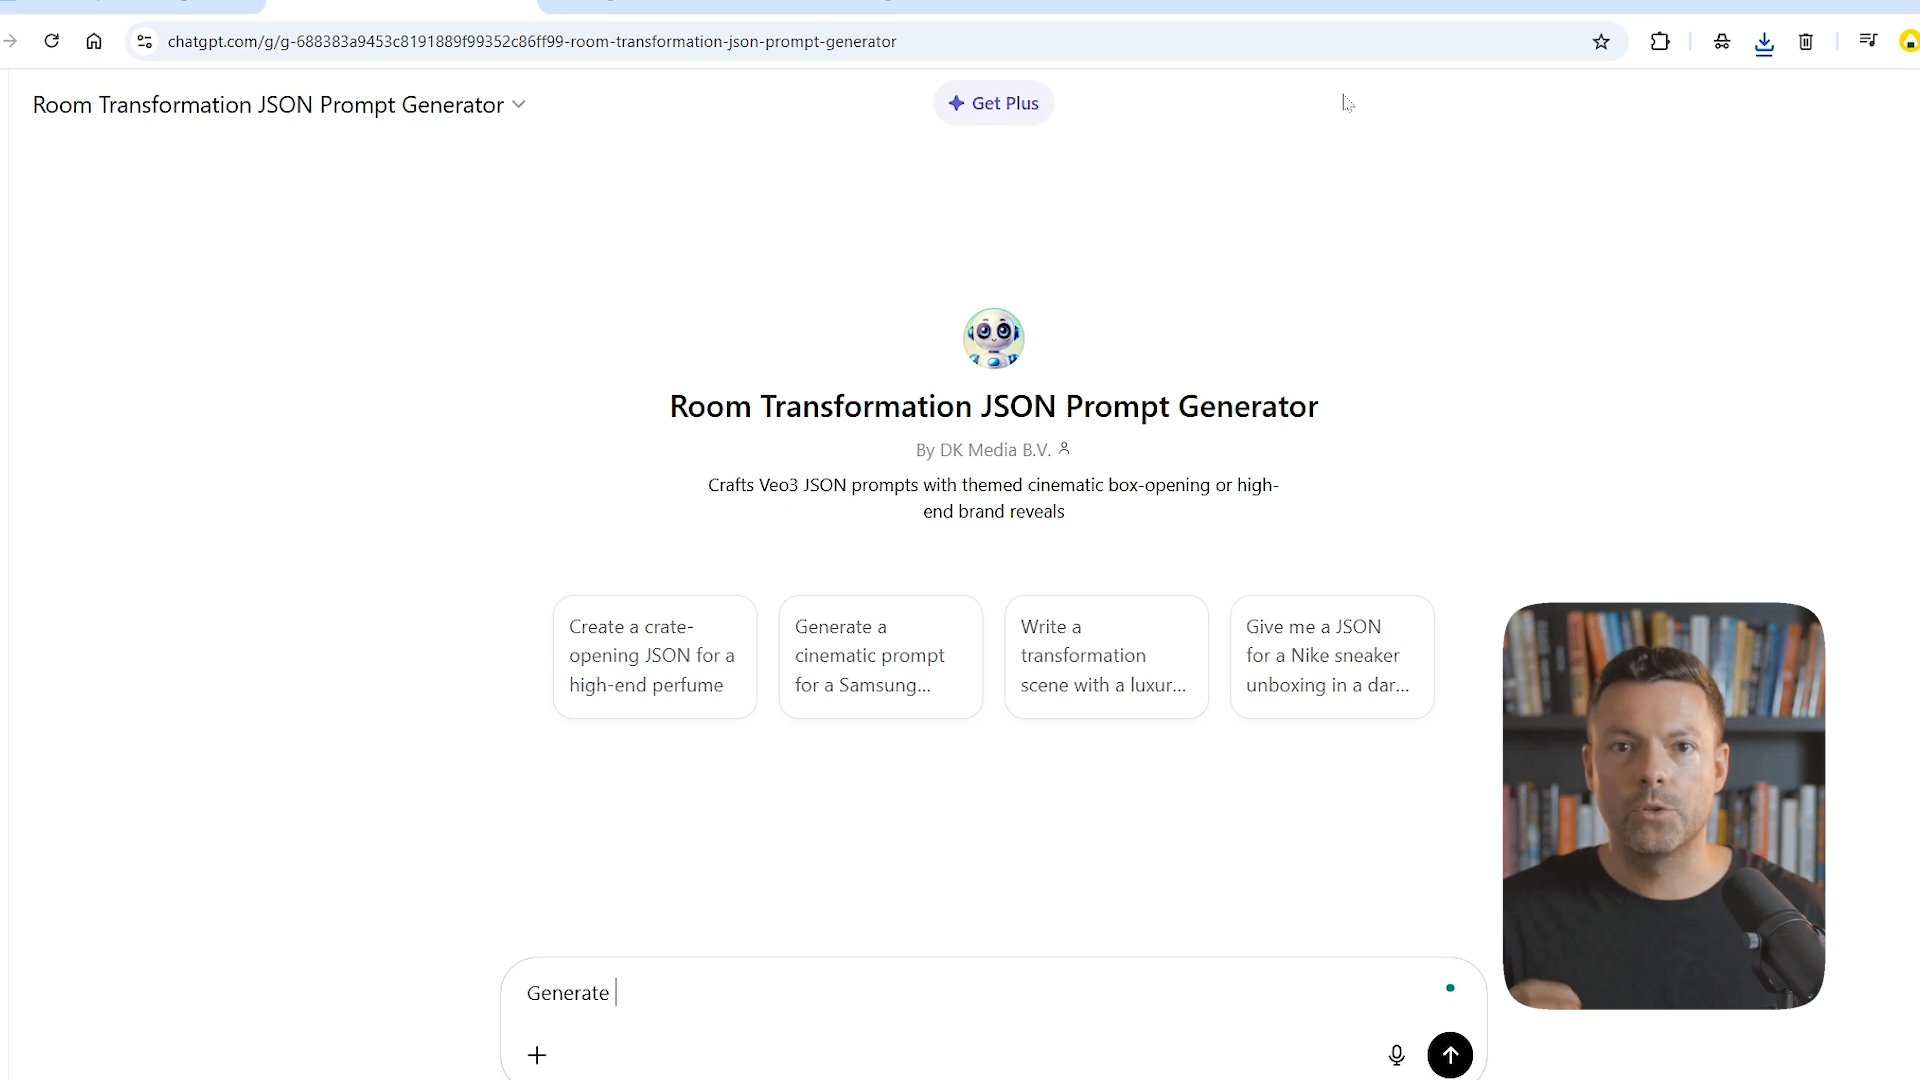 chatgpt.com/g/g-688383a9453c8191889f99352c86ff99-room-transformation-json-prompt-generator
Room Transformation JSON Prompt Generator
Get Plus
Room Transformation JSON Prompt Generator
By DK Media B.V.
Crafts Veo3 JSON prompts with themed cinematic box-opening or high-
end brand reveals
Create a crate-
opening JSON for a
high-end perfume
Generate a
cinematic prompt
for a Samsung...
Write a
transformation
scene with a luxur...
Give me a JSON
for a Nike sneaker
unboxing in a dar...
Generate